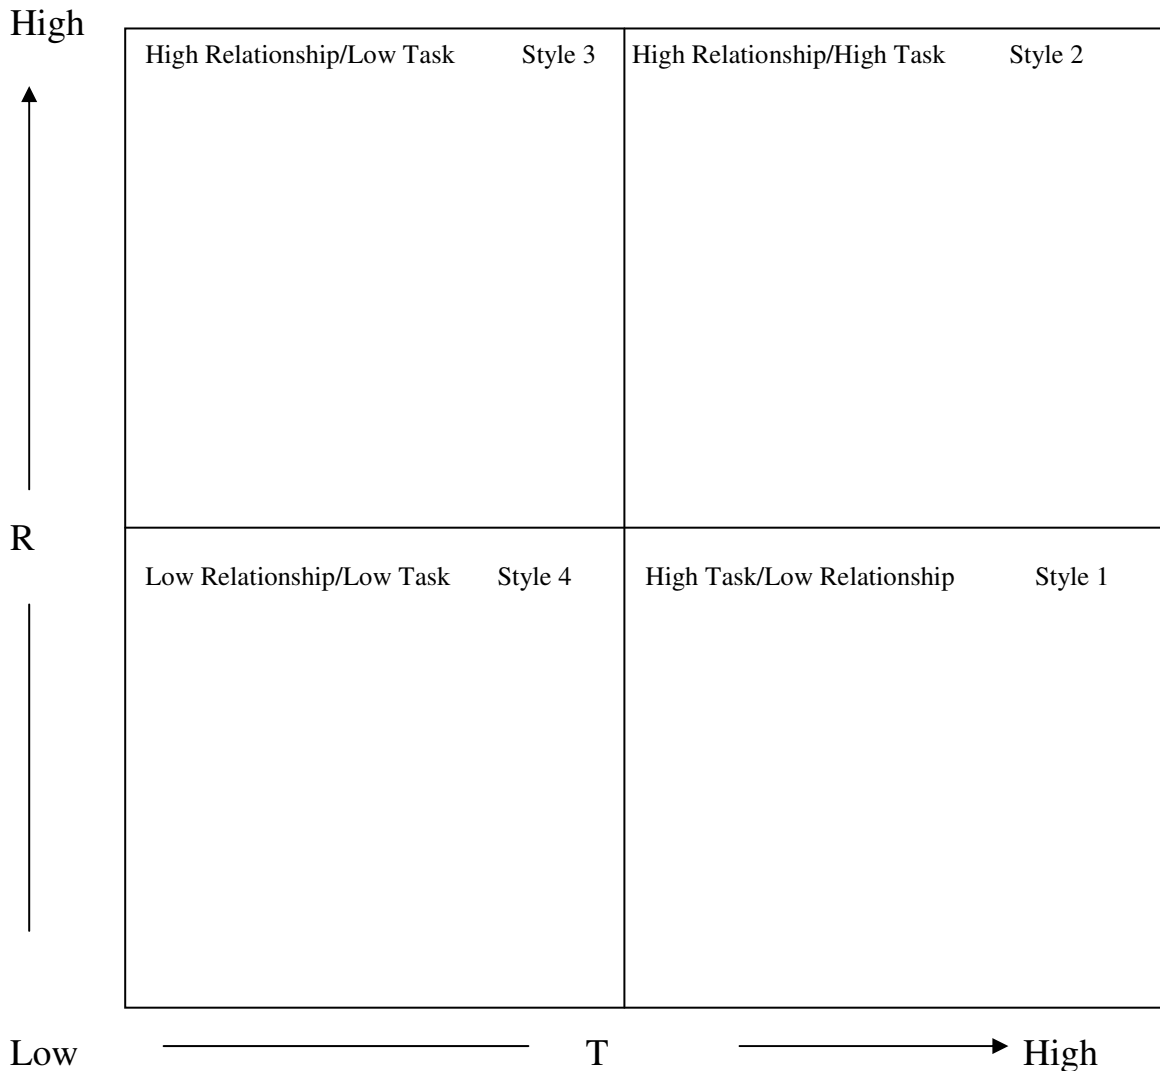 High
High Relationship/Low Task Style 3
High Relationship/High Task Style 2
R
Low Relationship/Low Task Style 4
High Task/Low Relationship Style 1
Low T High